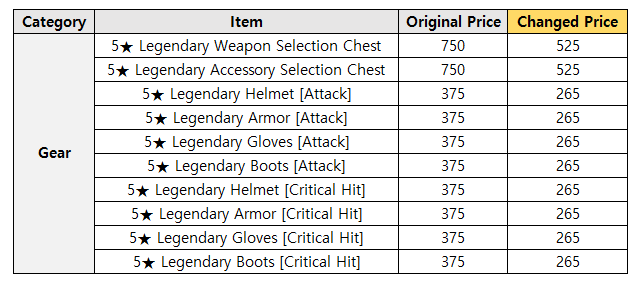 Category Item Original Price Changed Price
5★ Legendary Weapon Selection Chest 750 525
5★ Legendary Accessory Selection Chest 750 525
5★ Legendary Helmet [Attack] 375 265
5★ Legendary Armor [Attack] 375 265
5★ Legendary Gloves [Attack] 375 265
Gear
5★ Legendary Boots [Attack] 375 265
5★ Legendary Helmet [Critical Hit] 375 265
5★ Legendary Armor [Critical Hit] 375 265
5★ Legendary Gloves [Critical Hit] 375 265
5★ Legendary Boots [Critical Hit] 375 265